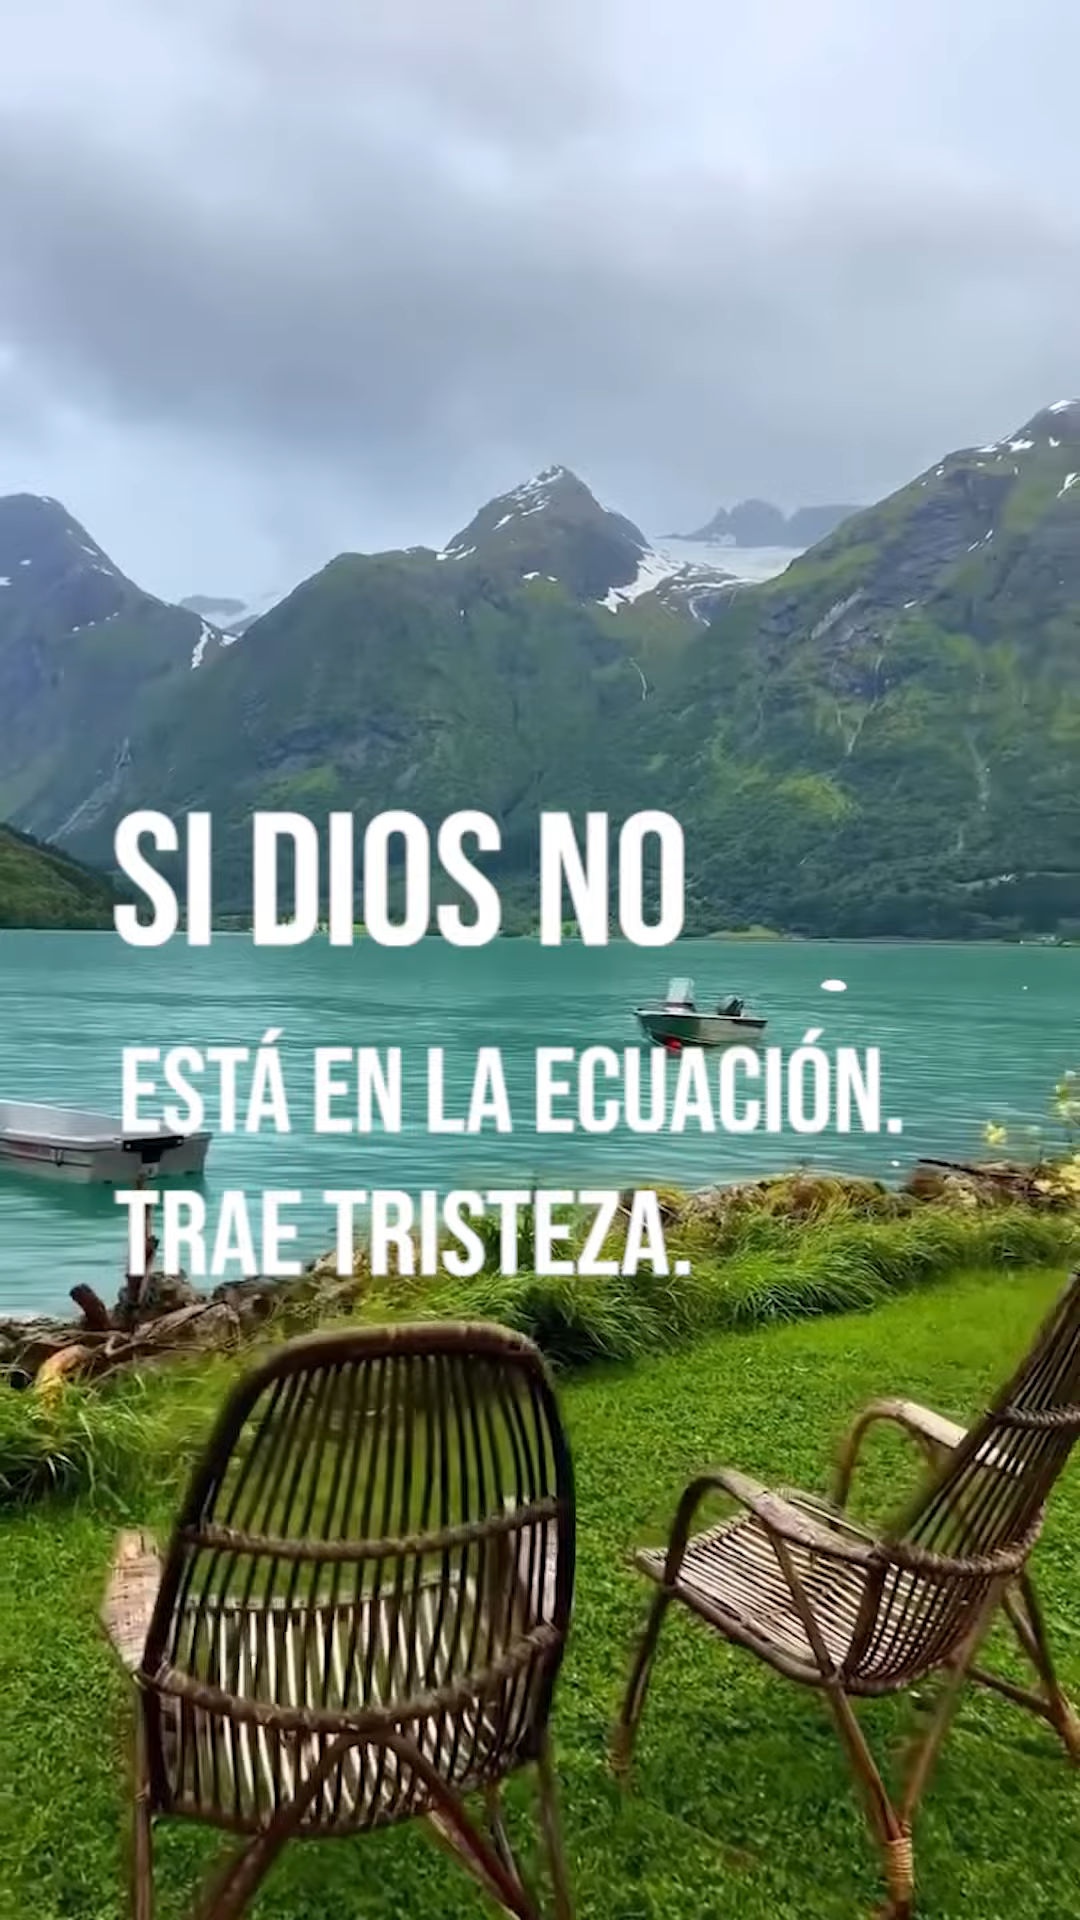 SI DIOS NO
ESTÁ EN LA ECUACIÓN.
TRAE TRISTEZA.